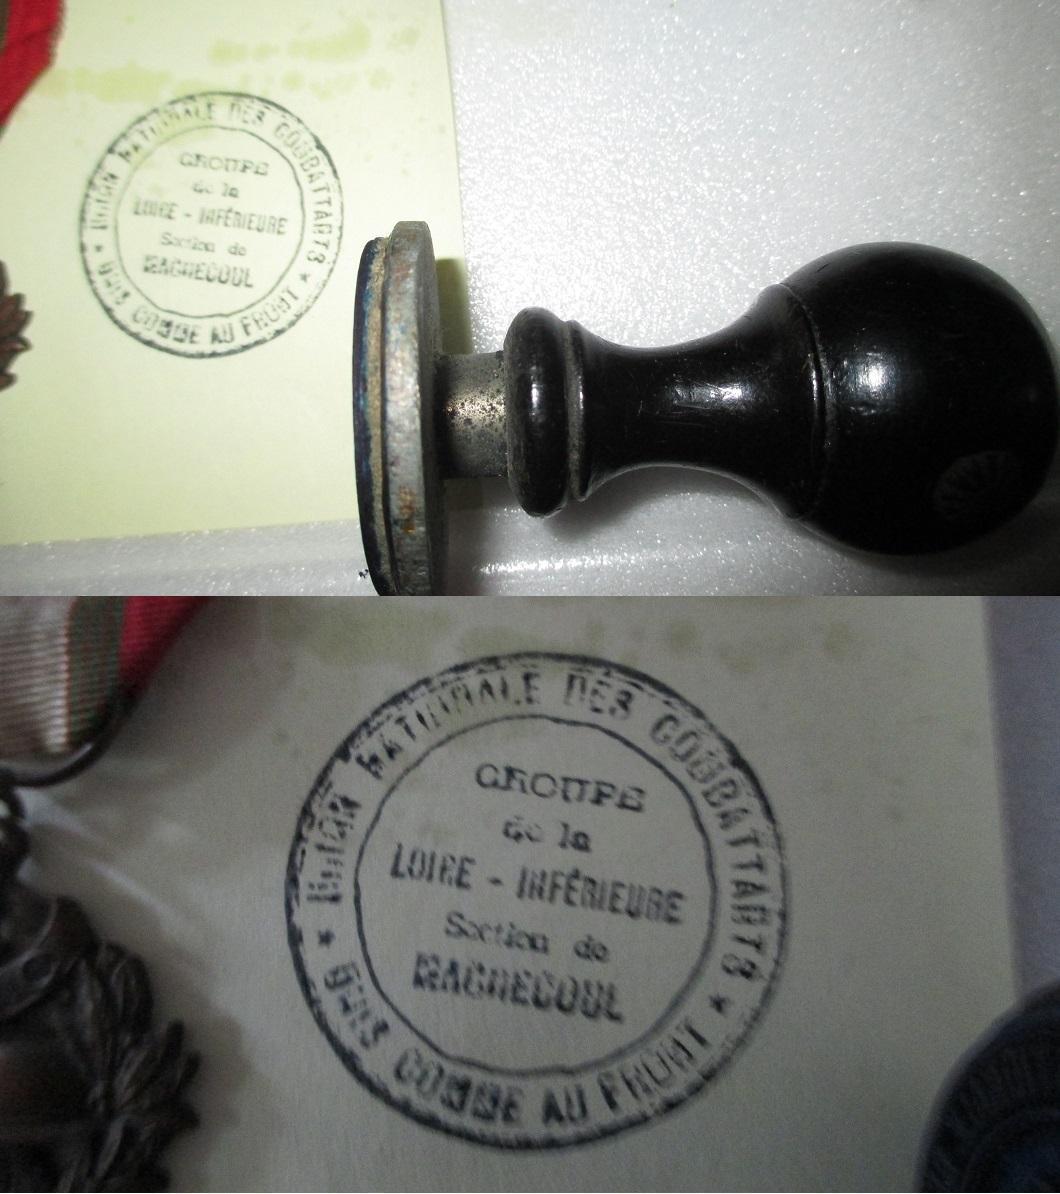 UNION NATIONALE DES COMBATTANTS
GROUPE
de la
LOIRE - INFÉRIEURE
Section de
MACHECOUL
★ UNIS COMME AU FRONT ★
UNION NATIONALE DES COMBATTANTS
GROUPE
de la
LOIRE - INFÉRIEURE
Section de
MACHECOUL
★ UNIS COMME AU FRONT ★